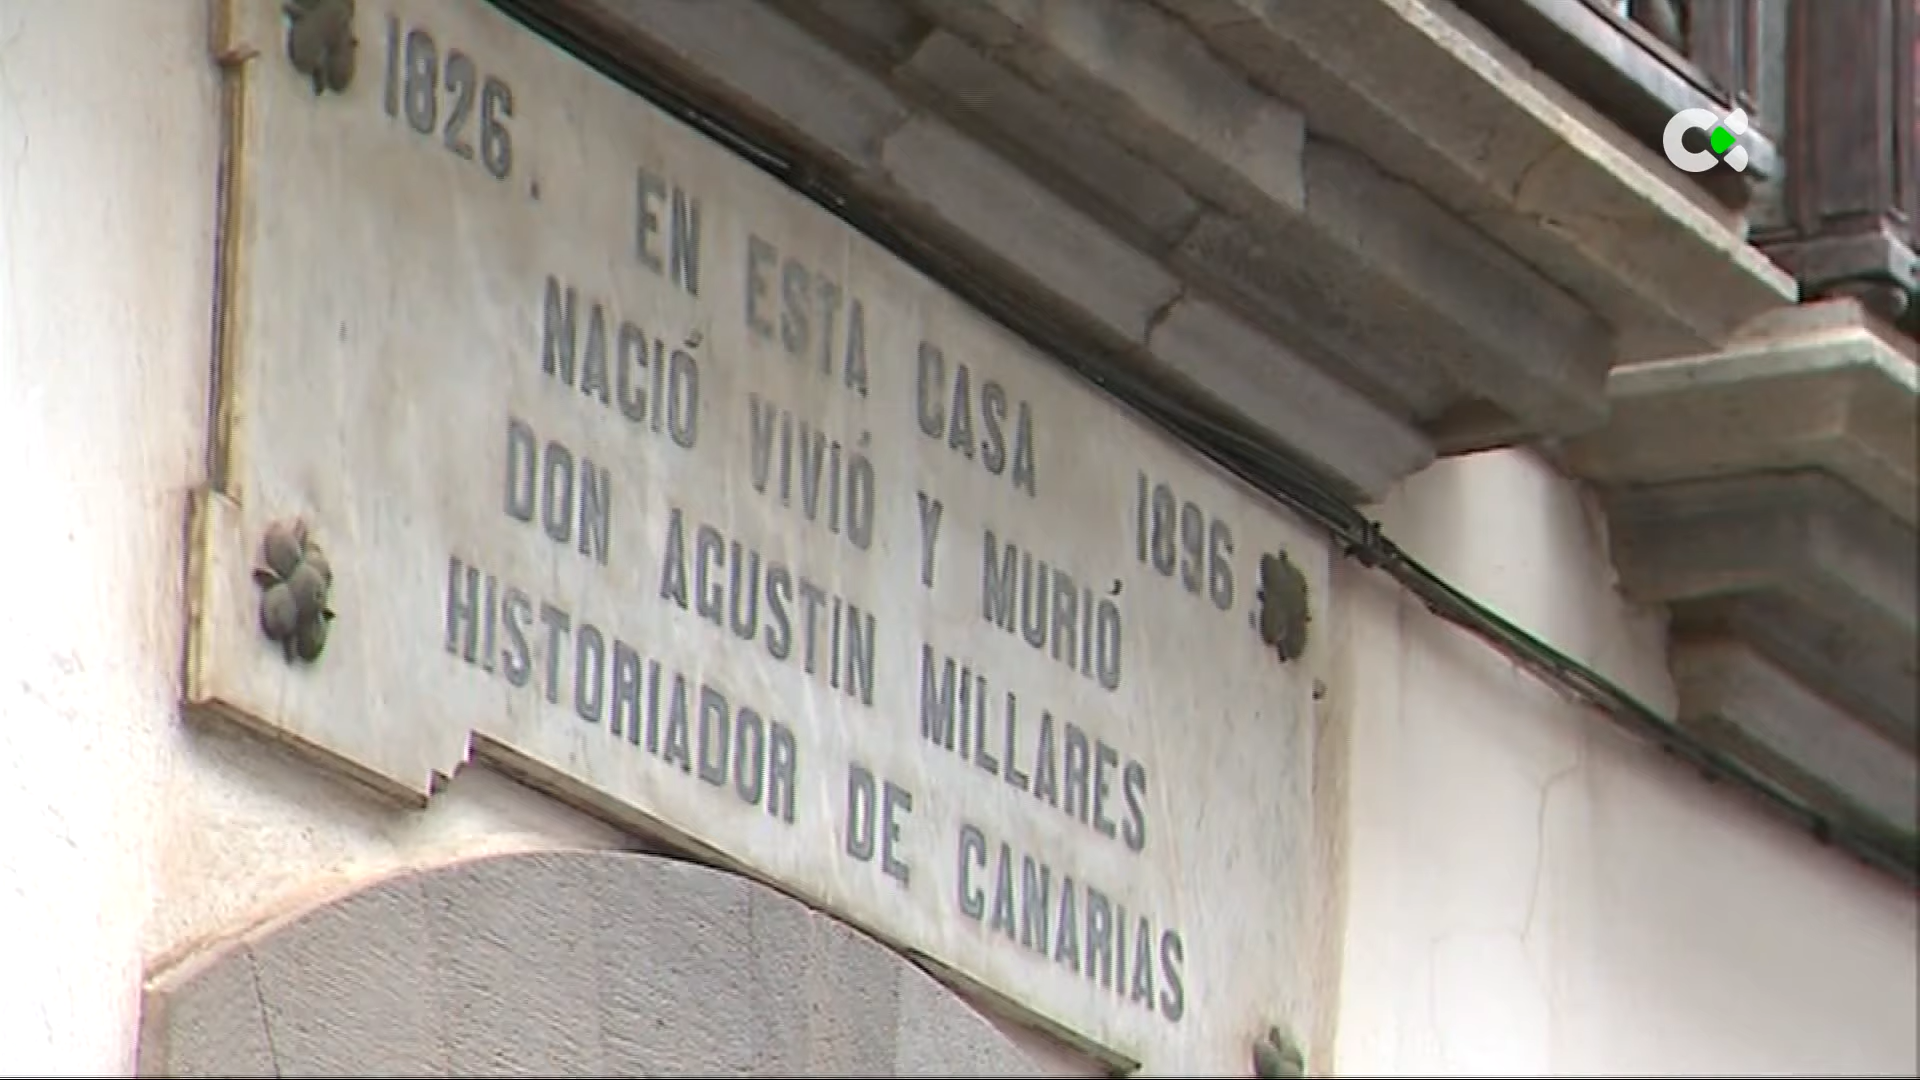 1826. EN ESTA CASA 1896.
NACIÓ VIVIÓ Y MURIÓ
DON AGUSTIN MILLARES
HISTORIADOR DE CANARIAS